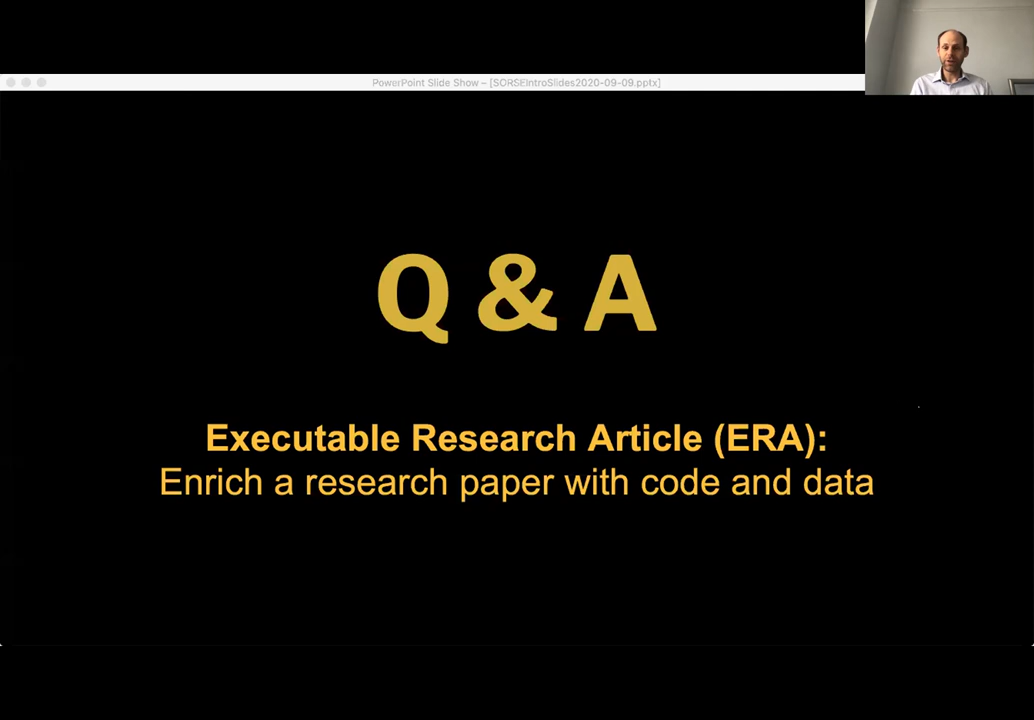 PowerPoint Slide Show – [SORSEIntroSlides2020-09-09.pptx]
Q & A
Executable Research Article (ERA):
Enrich a research paper with code and data